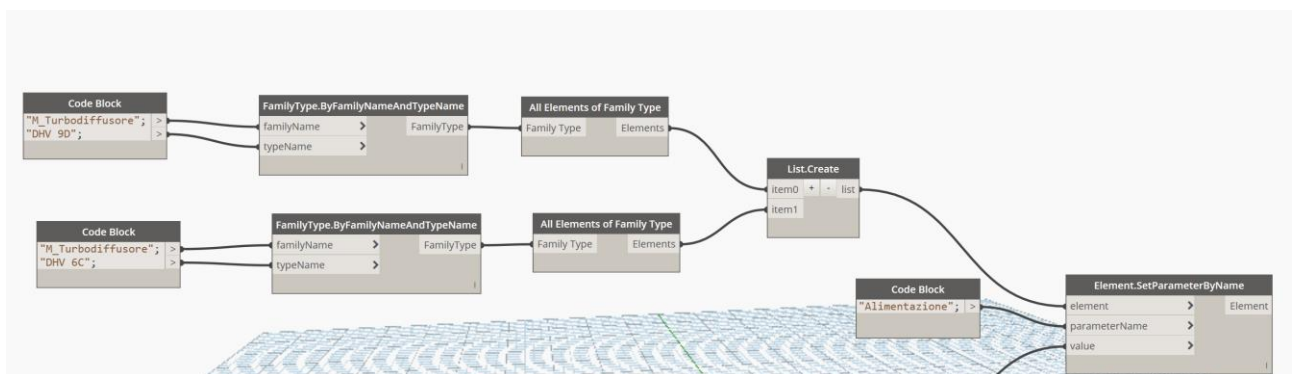 Code Block
"M_Turbodiffusore"; >
"DHV 9D"; >
FamilyType.ByFamilyNameAndTypeName
familyName > FamilyType
typeName >
l
All Elements of Family Type
Family Type Elements
List.Create
item0 + - list
item1
Code Block
"M_Turbodiffusore"; >
"DHV 6C"; >
FamilyType.ByFamilyNameAndTypeName
familyName > FamilyType
typeName >
l
All Elements of Family Type
Family Type Elements
Code Block
"Alimentazione"; >
Element.SetParameterByName
element > Element
parameterName >
value >
l